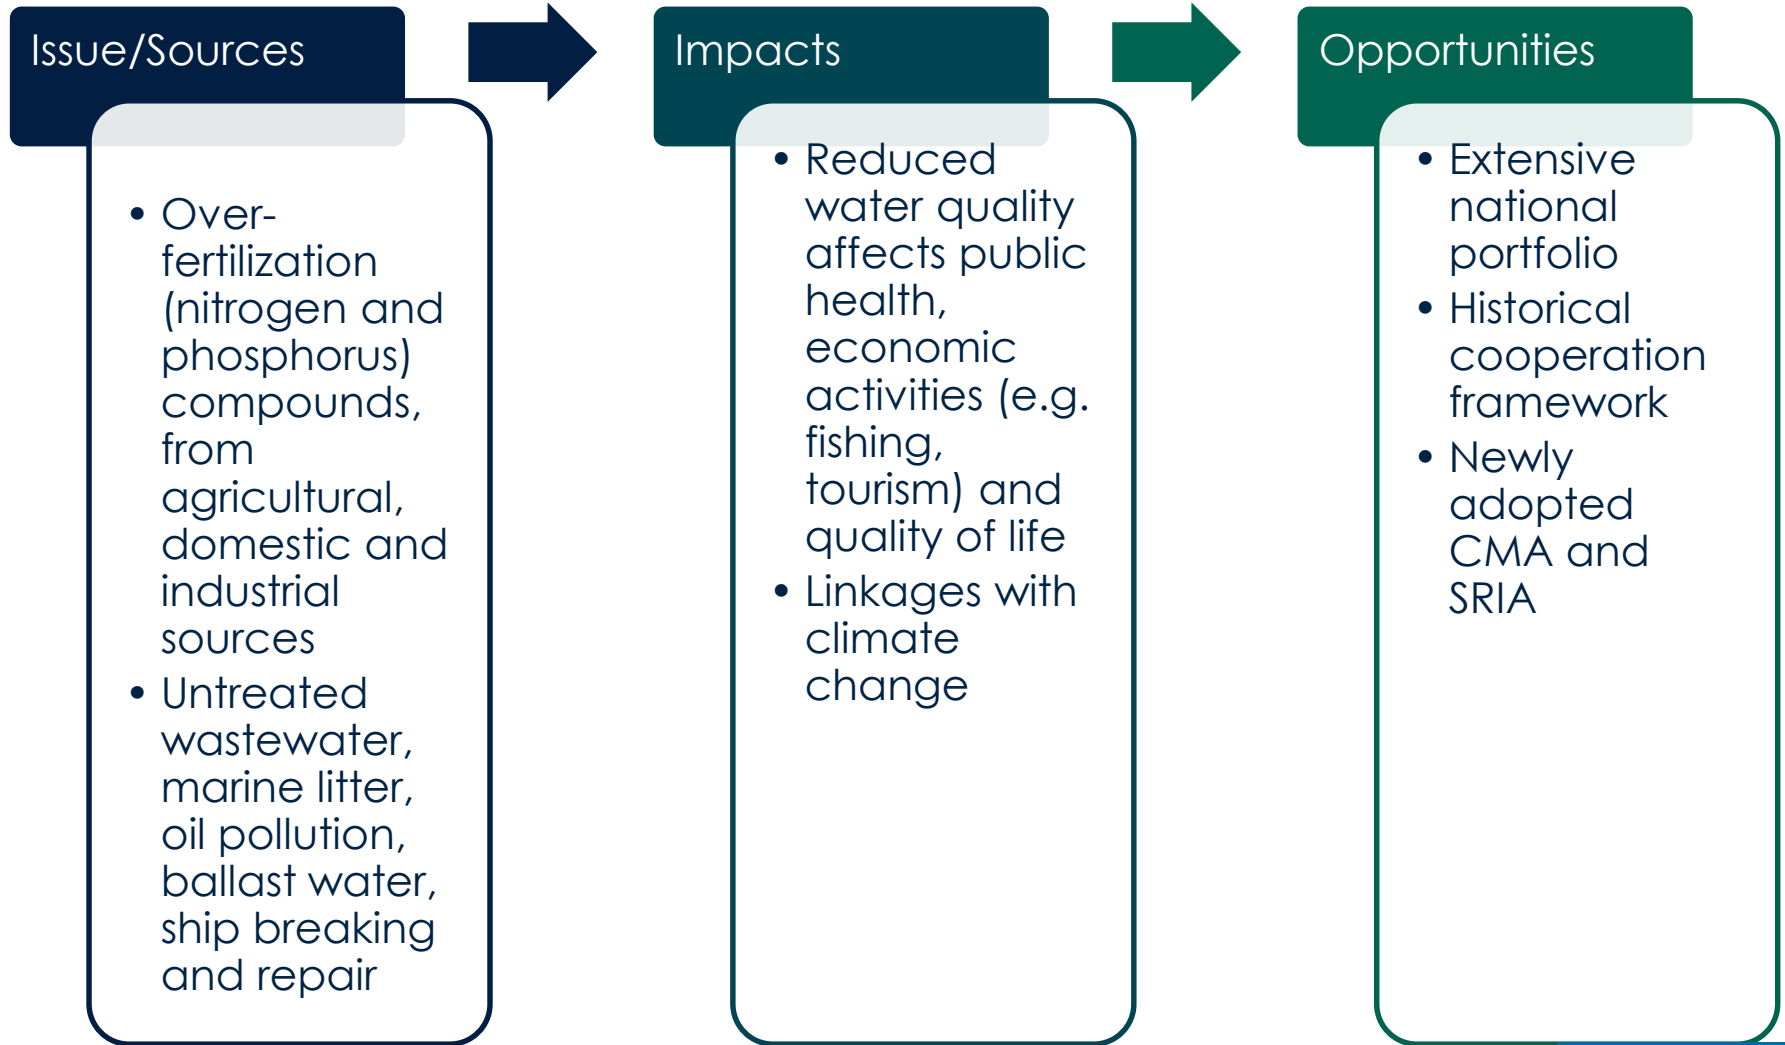 Issue/Sources
• Over-
fertilization
(nitrogen and
phosphorus)
compounds,
from
agricultural,
domestic and
industrial
sources
• Untreated
wastewater,
marine litter,
oil pollution,
ballast water,
ship breaking
and repair
Impacts
• Reduced
water quality
affects public
health,
economic
activities (e.g.
fishing,
tourism) and
quality of life
• Linkages with
climate
change
Opportunities
• Extensive
national
portfolio
• Historical
cooperation
framework
• Newly
adopted
CMA and
SRIA